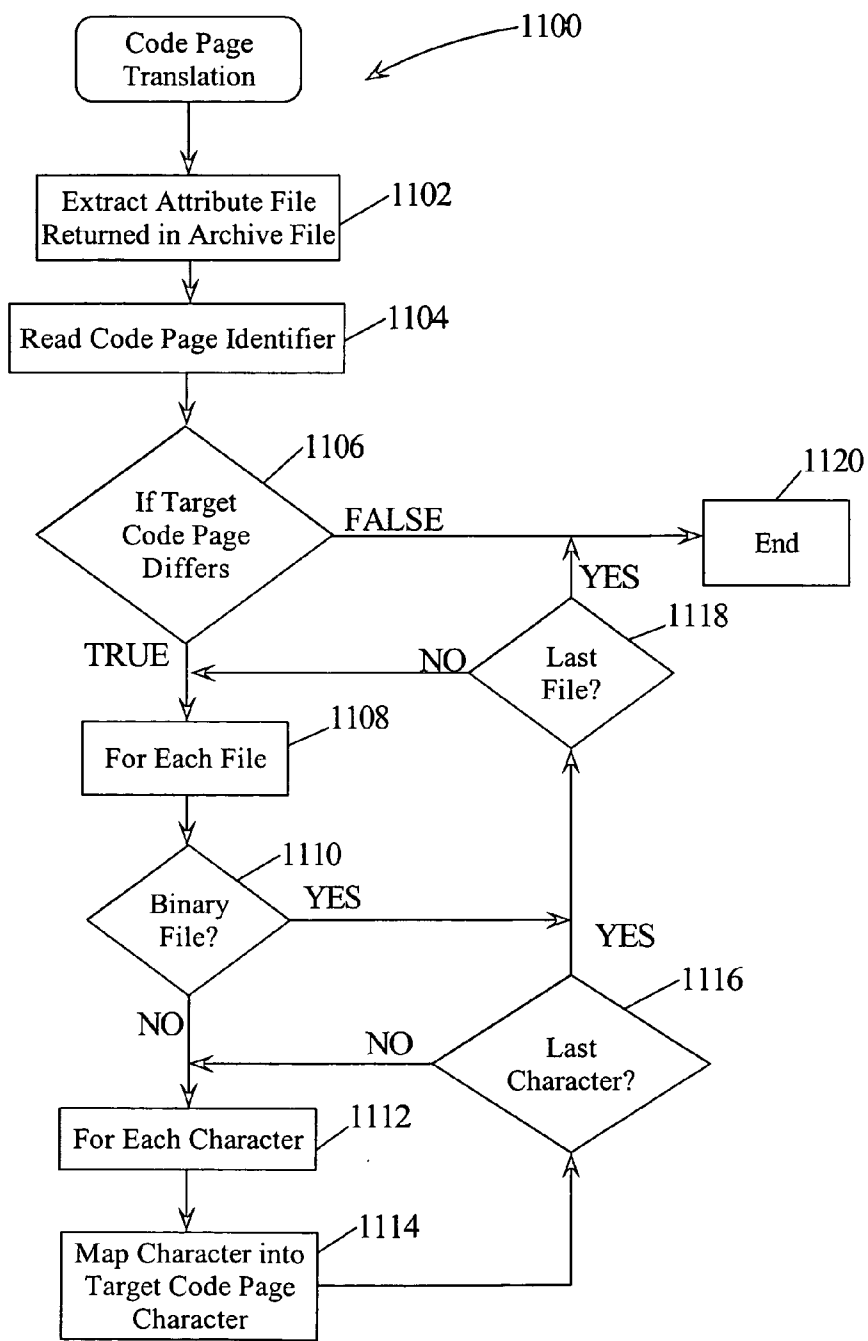 Code Page
Translation
1100
Extract Attribute File
Returned in Archive File
1102
Read Code Page Identifier
1104
If Target
Code Page
Differs
1106
FALSE
End
1120
YES
TRUE
NO
Last
File?
1118
For Each File
1108
Binary
File?
1110
YES
YES
NO
NO
Last
Character?
1116
For Each Character
1112
Map Character into
Target Code Page
Character
1114